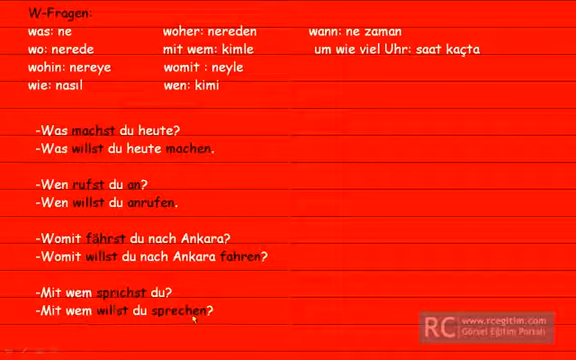 W-Fragen:
was: ne woher: nereden wann: ne zaman
wo: nerede mit wem: kimle um wie viel Uhr: saat kaçta
wohin: nereye womit : neyle
wie: nasıl wen: kimi
-Was machst du heute?
-Was willst du heute machen.
-Wen rufst du an?
-Wen willst du anrufen.
-Womit fährst du nach Ankara?
-Womit willst du nach Ankara fahren?
-Mit wem sprichst du?
-Mit wem willst du sprechen?
RC www.rcegitim.com
Görsel Eğitim Portalı